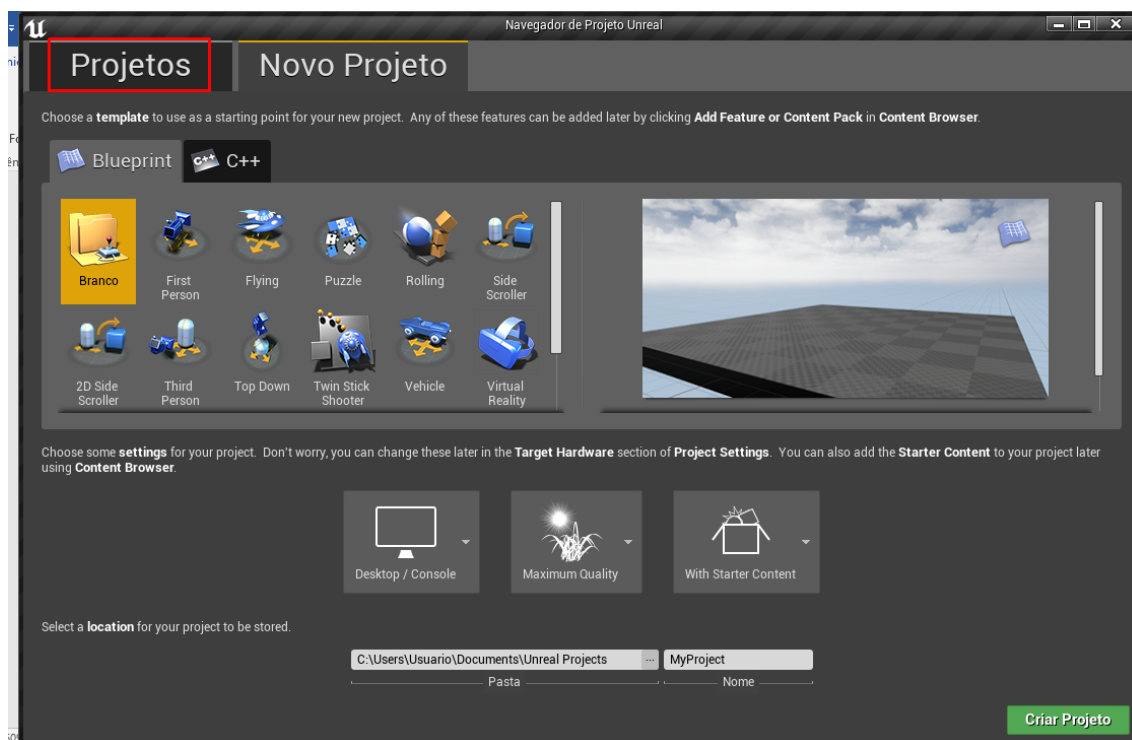 Navegador de Projeto Unreal
Projetos
Novo Projeto
Choose a template to use as a starting point for your new project. Any of these features can be added later by clicking Add Feature or Content Pack in Content Browser.
Blueprint
C++
C++
Branco
First
Person
Flying
Puzzle
Rolling
Side
Scroller
2D Side
Scroller
Third
Person
Top Down
Twin Stick
Shooter
Vehicle
Virtual
Reality
Choose some settings for your project. Don't worry, you can change these later in the Target Hardware section of Project Settings. You can also add the Starter Content to your project later
using Content Browser.
Desktop / Console
Maximum Quality
With Starter Content
Select a location for your project to be stored.
C:\Users\Usuario\Documents\Unreal Projects
...
MyProject
Pasta
Nome
Criar Projeto